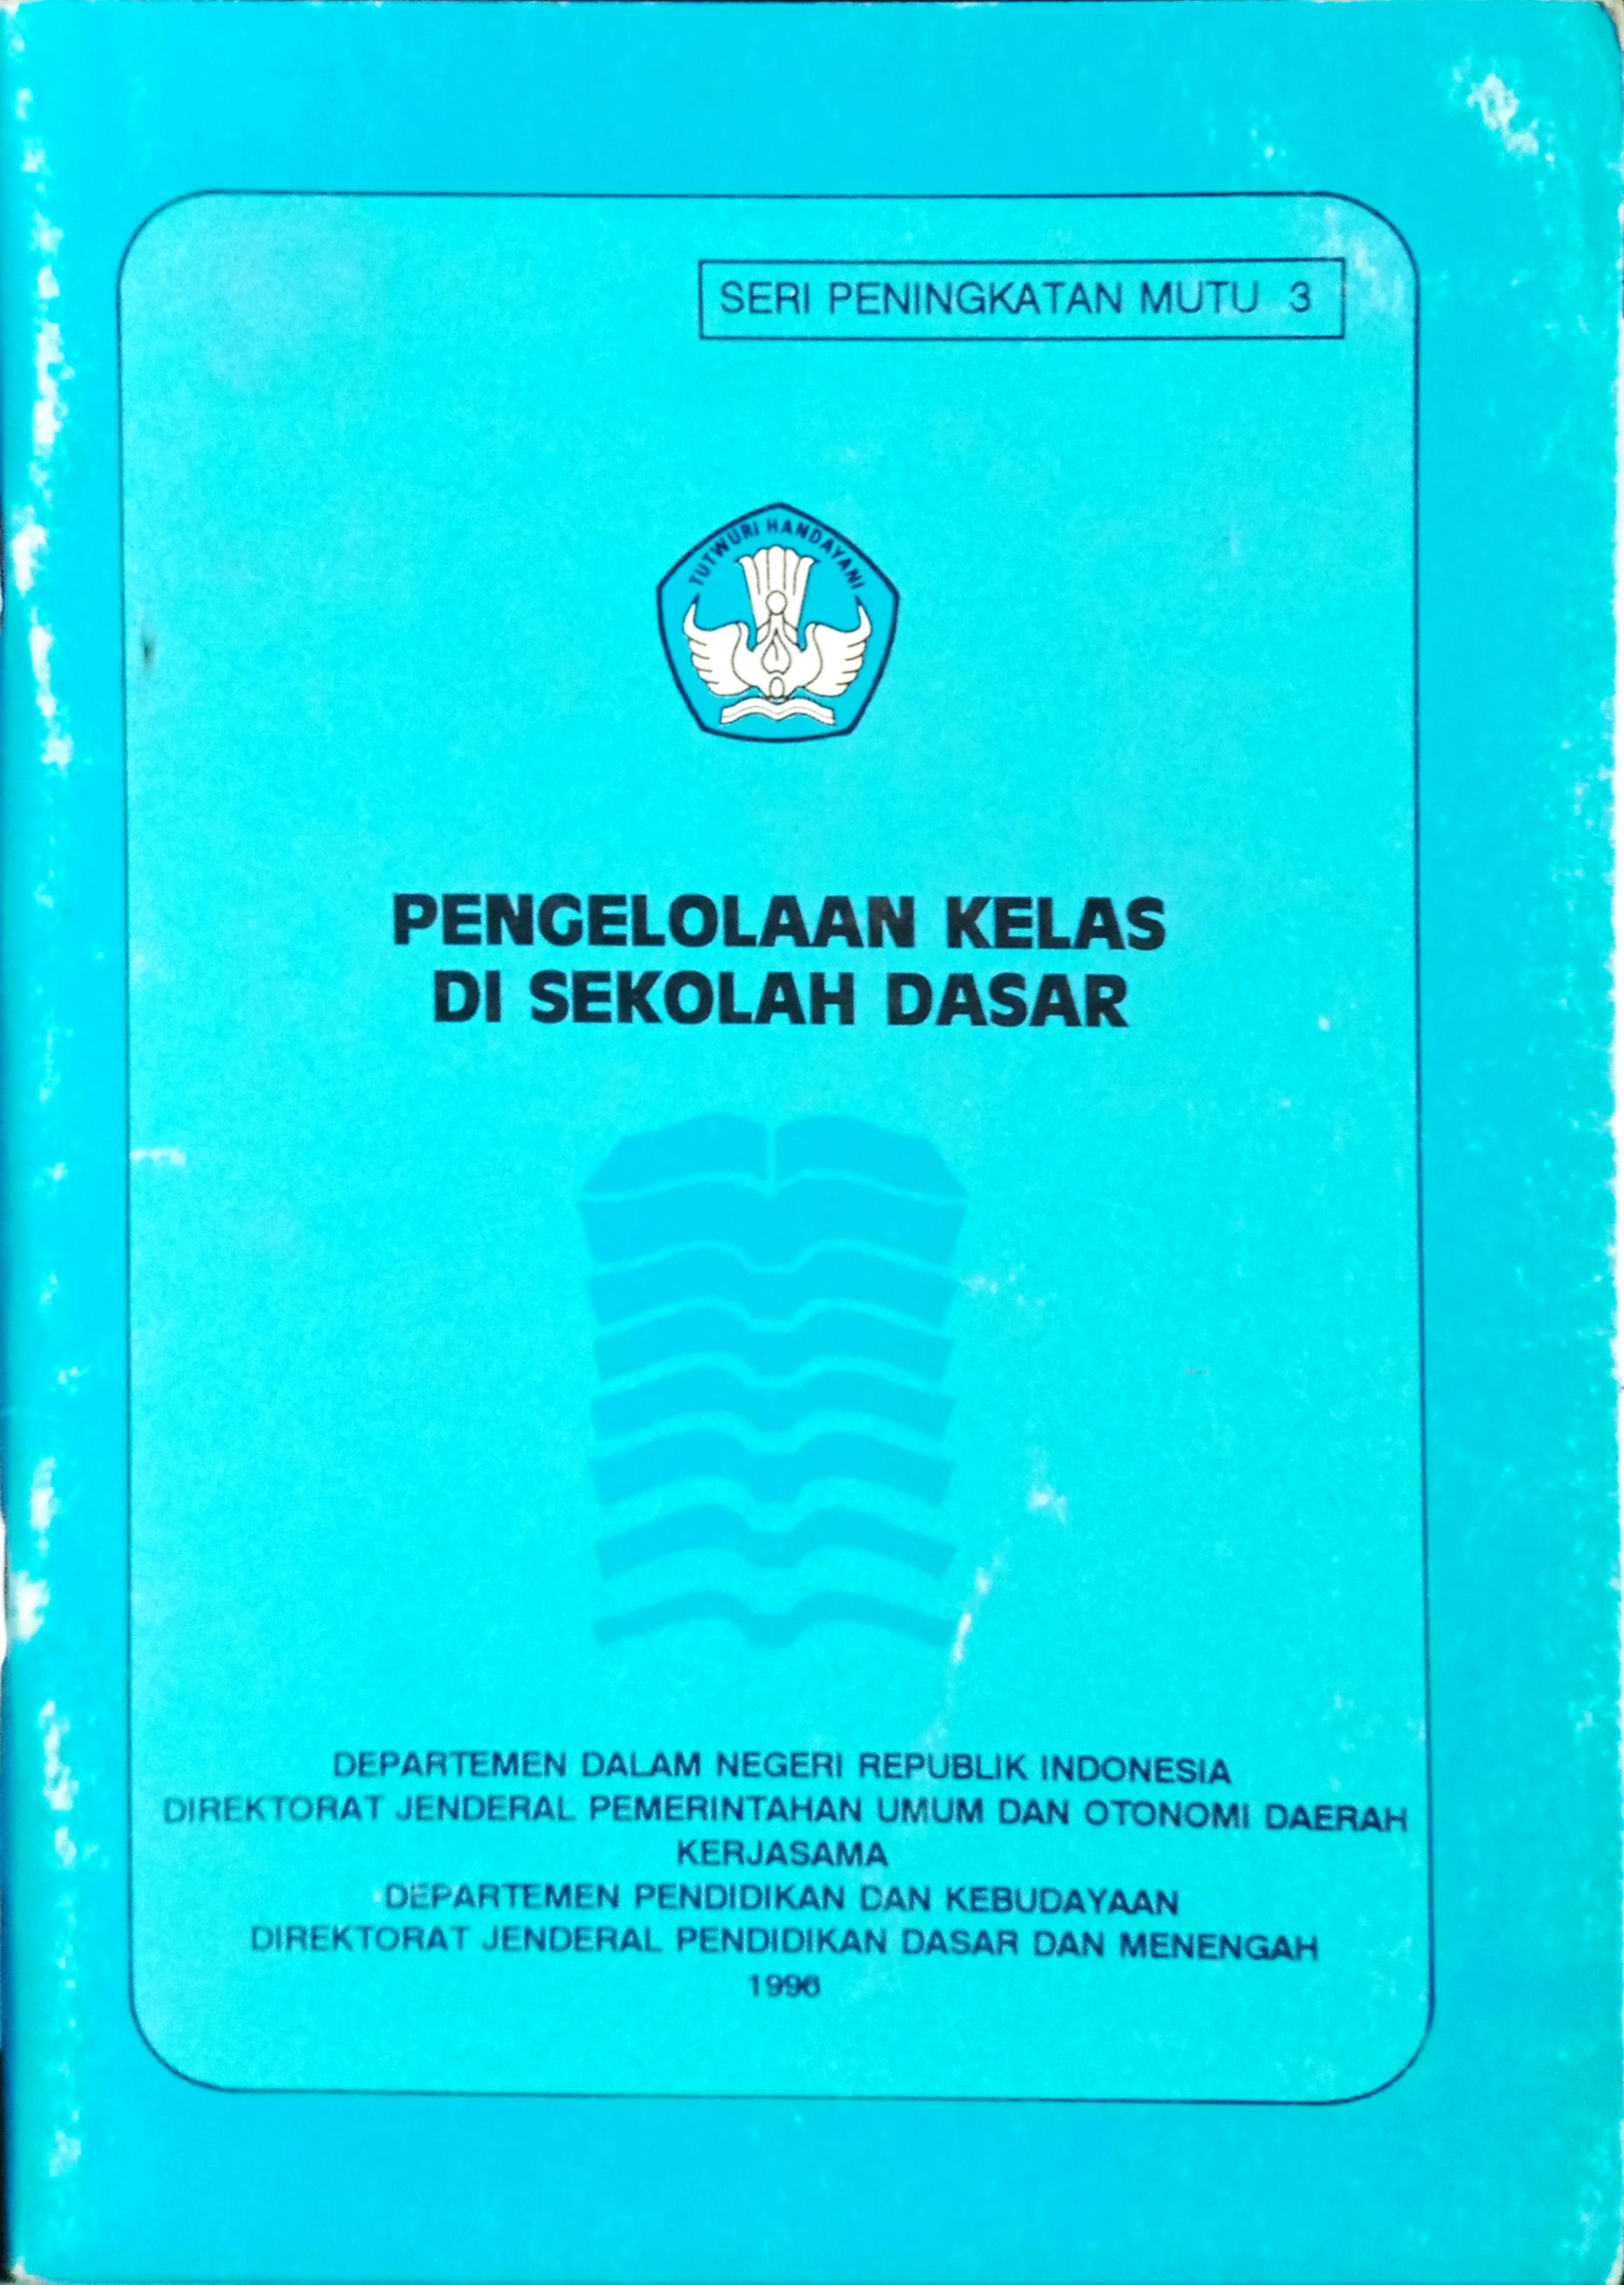 SERI PENINGKATAN MUTU 3
TUTWURI HANDAYANI
PENGELOLAAN KELAS
DI SEKOLAH DASAR
DEPARTEMEN DALAM NEGERI REPUBLIK INDONESIA
DIREKTORAT JENDERAL PEMERINTAHAN UMUM DAN OTONOMI DAERAH
KERJASAMA
DEPARTEMEN PENDIDIKAN DAN KEBUDAYAAN
DIREKTORAT JENDERAL PENDIDIKAN DASAR DAN MENENGAH
1996